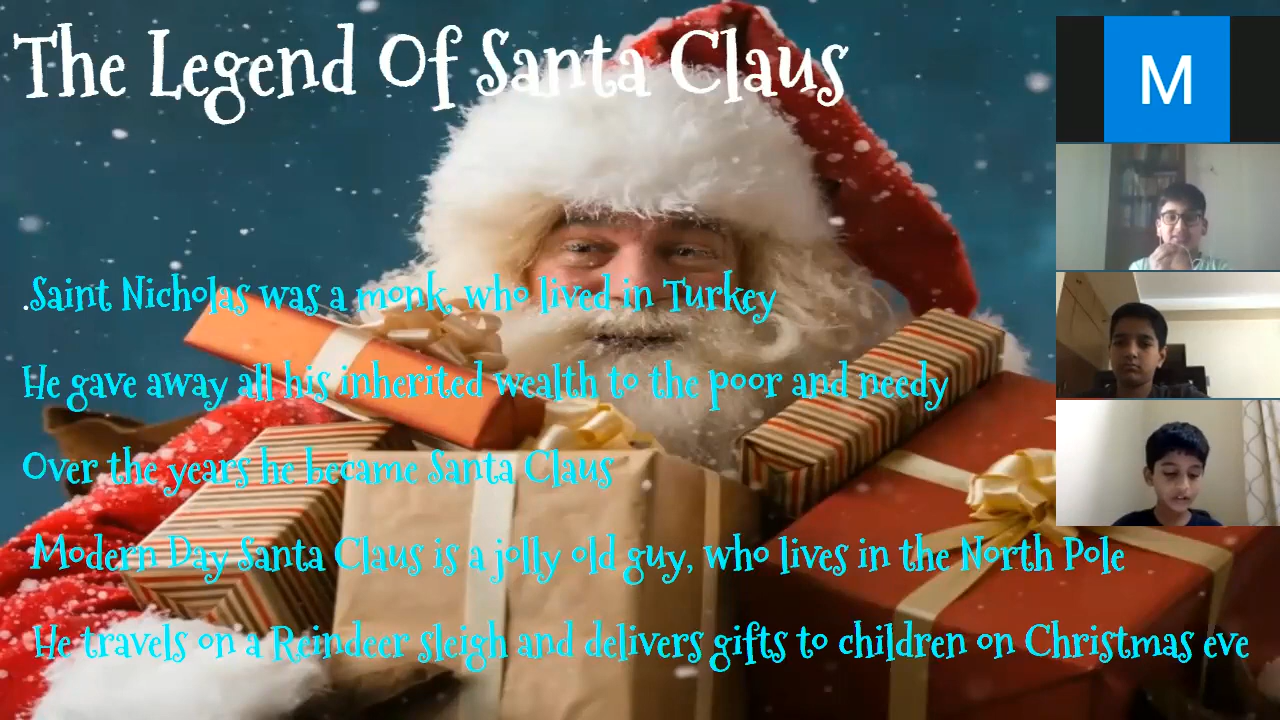 The Legend Of Santa Claus
M
.Saint Nicholas was a monk, who lived in Turkey
He gave away all his inherited wealth to the poor and needy
Over the years he became Santa Claus
Modern Day Santa Claus is a jolly old guy, who lives in the North Pole
He travels on a Reindeer sleigh and delivers gifts to children on Christmas eve